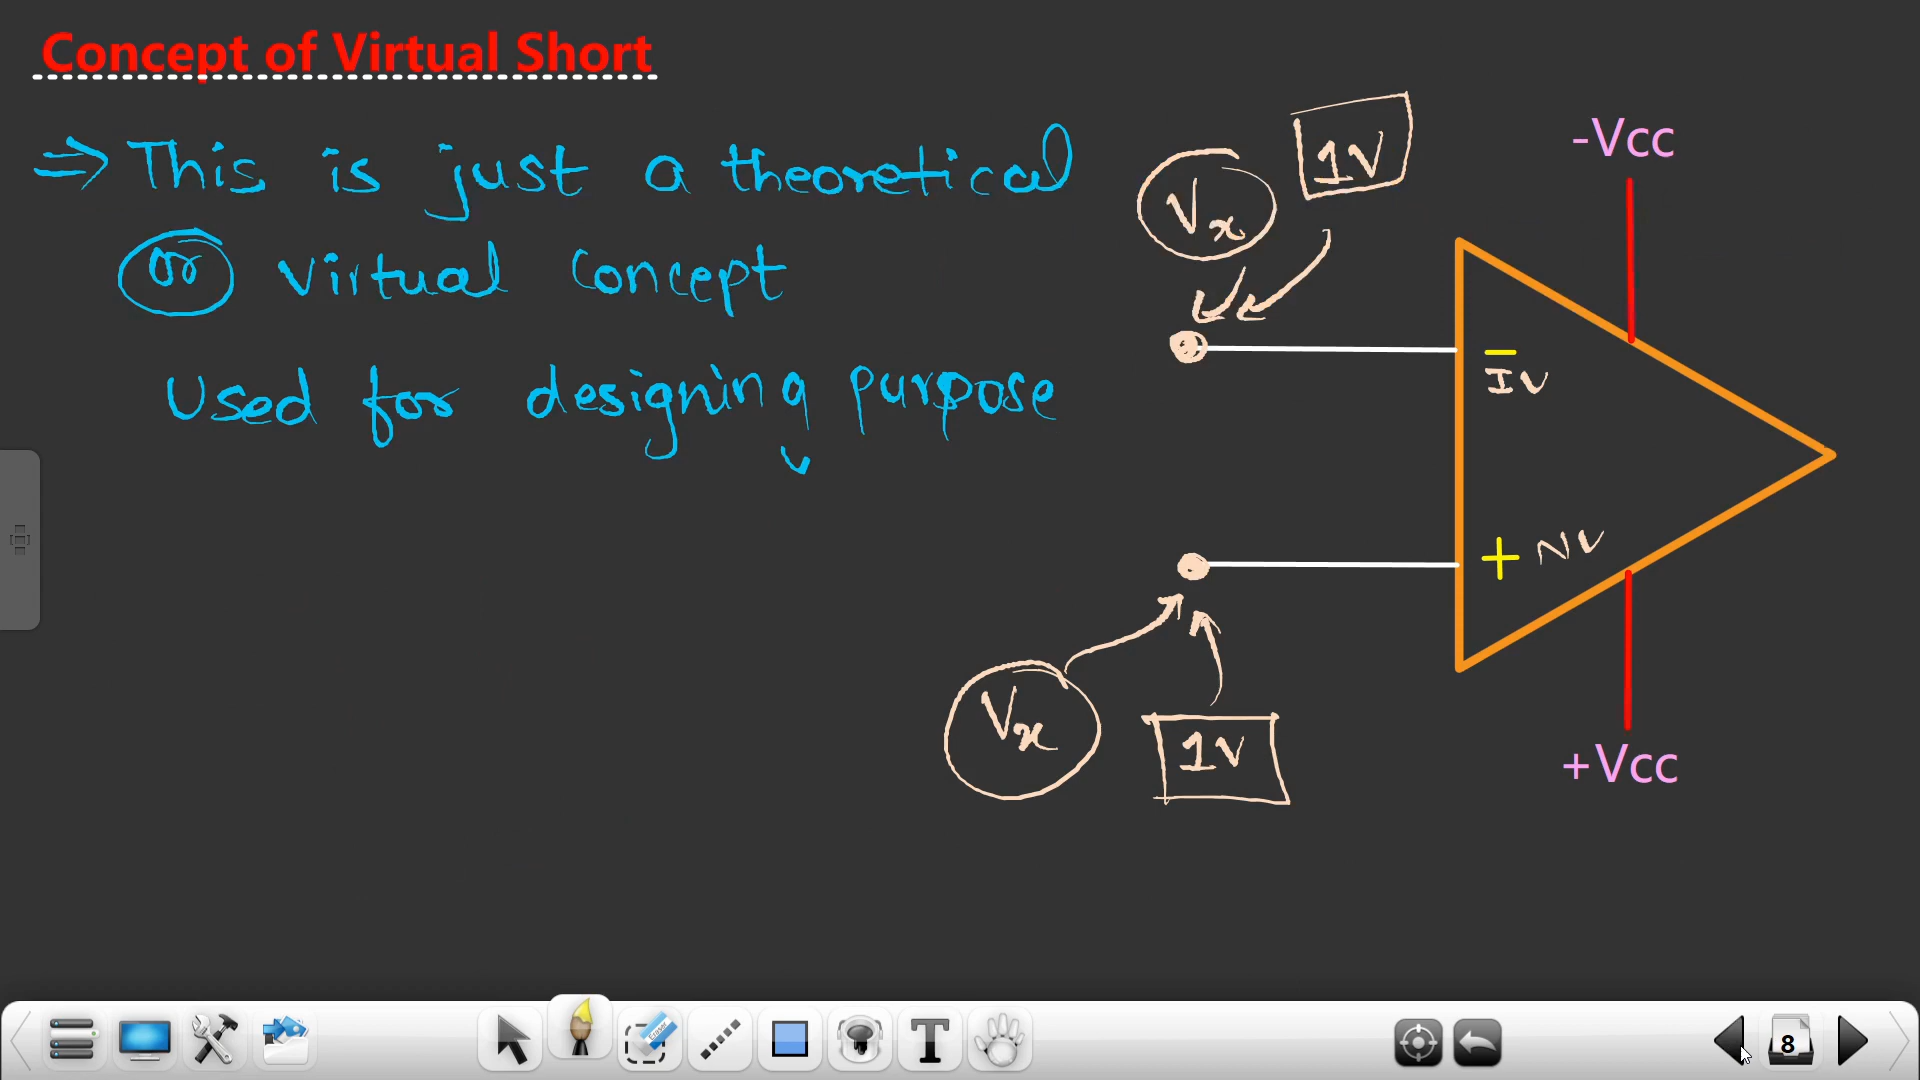 Concept of Virtual Short
⇒ This is just a theoretical
or virtual concept
Used for designing purpose
Vx
1V
-Vcc
−
IV
+ NV
Vx
1V
+Vcc
Eraser
T
8